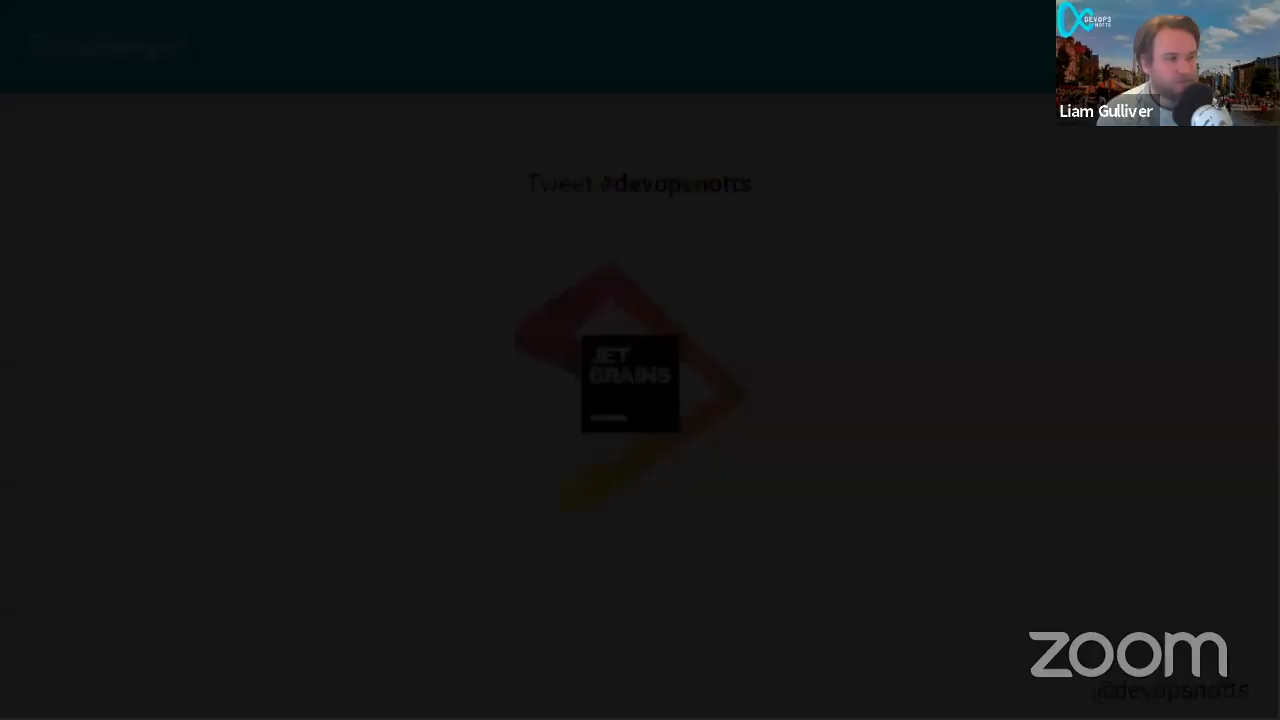 DEVOPS
NOTTS
Liam Gulliver
Tweet #devopsnotts
JET
BRAINS
zoom
@devopsnotts